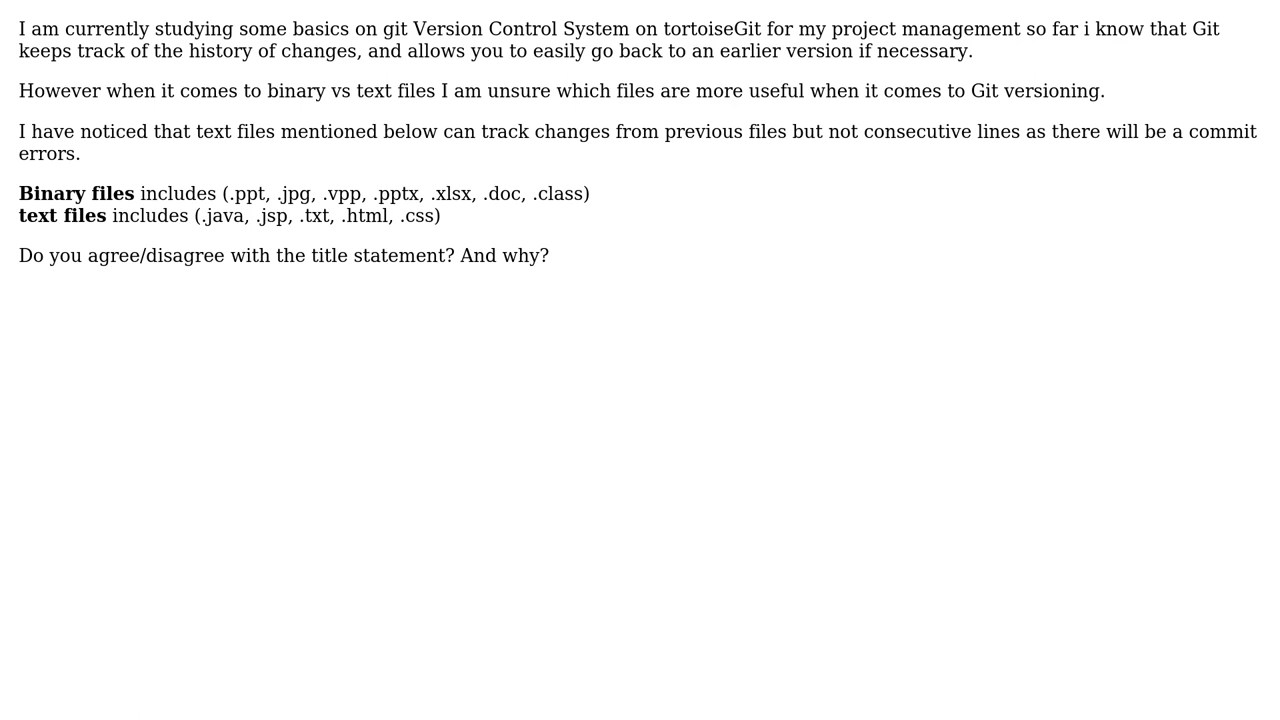 I am currently studying some basics on git Version Control System on tortoiseGit for my project management so far i know that Git
keeps track of the history of changes, and allows you to easily go back to an earlier version if necessary.
However when it comes to binary vs text files I am unsure which files are more useful when it comes to Git versioning.
I have noticed that text files mentioned below can track changes from previous files but not consecutive lines as there will be a commit
errors.
Binary files includes (.ppt, .jpg, .vpp, .pptx, .xlsx, .doc, .class)
text files includes (.java, .jsp, .txt, .html, .css)
Do you agree/disagree with the title statement? And why?